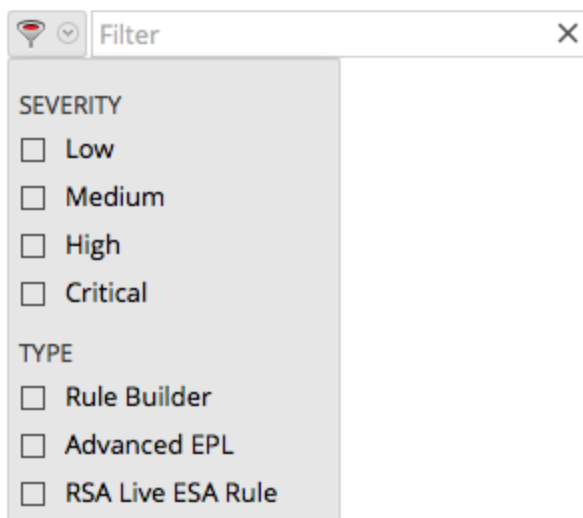 Filter
SEVERITY
Low
Medium
High
Critical
TYPE
Rule Builder
Advanced EPL
RSA Live ESA Rule